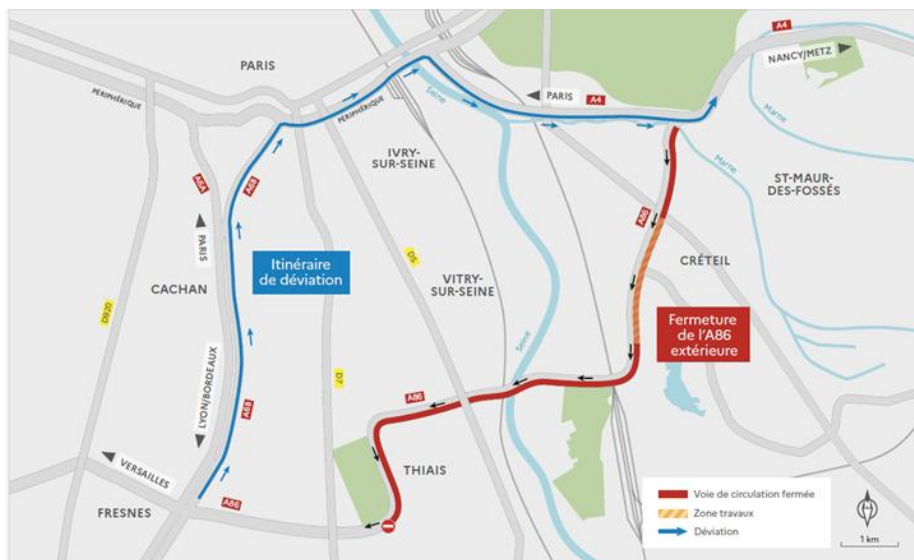 A4
NANCY/METZ
PARIS
PÉRIPHÉRIQUE
PÉRIPHÉRIQUE
Seine
PARIS
A4
Marne
Marne
IVRY-
SUR-SEINE
ST-MAUR-
DES-FOSSÉS
A6A
A6B
PARIS
A86
Itinéraire
de déviation
D5
CRÉTEIL
VITRY-
SUR-SEINE
CACHAN
D920
Fermeture
de l'A86
extérieure
Seine
D7
LYON/BORDEAUX
A6B
A86
VERSAILLES
THIAIS
A86
FRESNES
Voie de circulation fermée
Zone travaux
Déviation
N
1 km